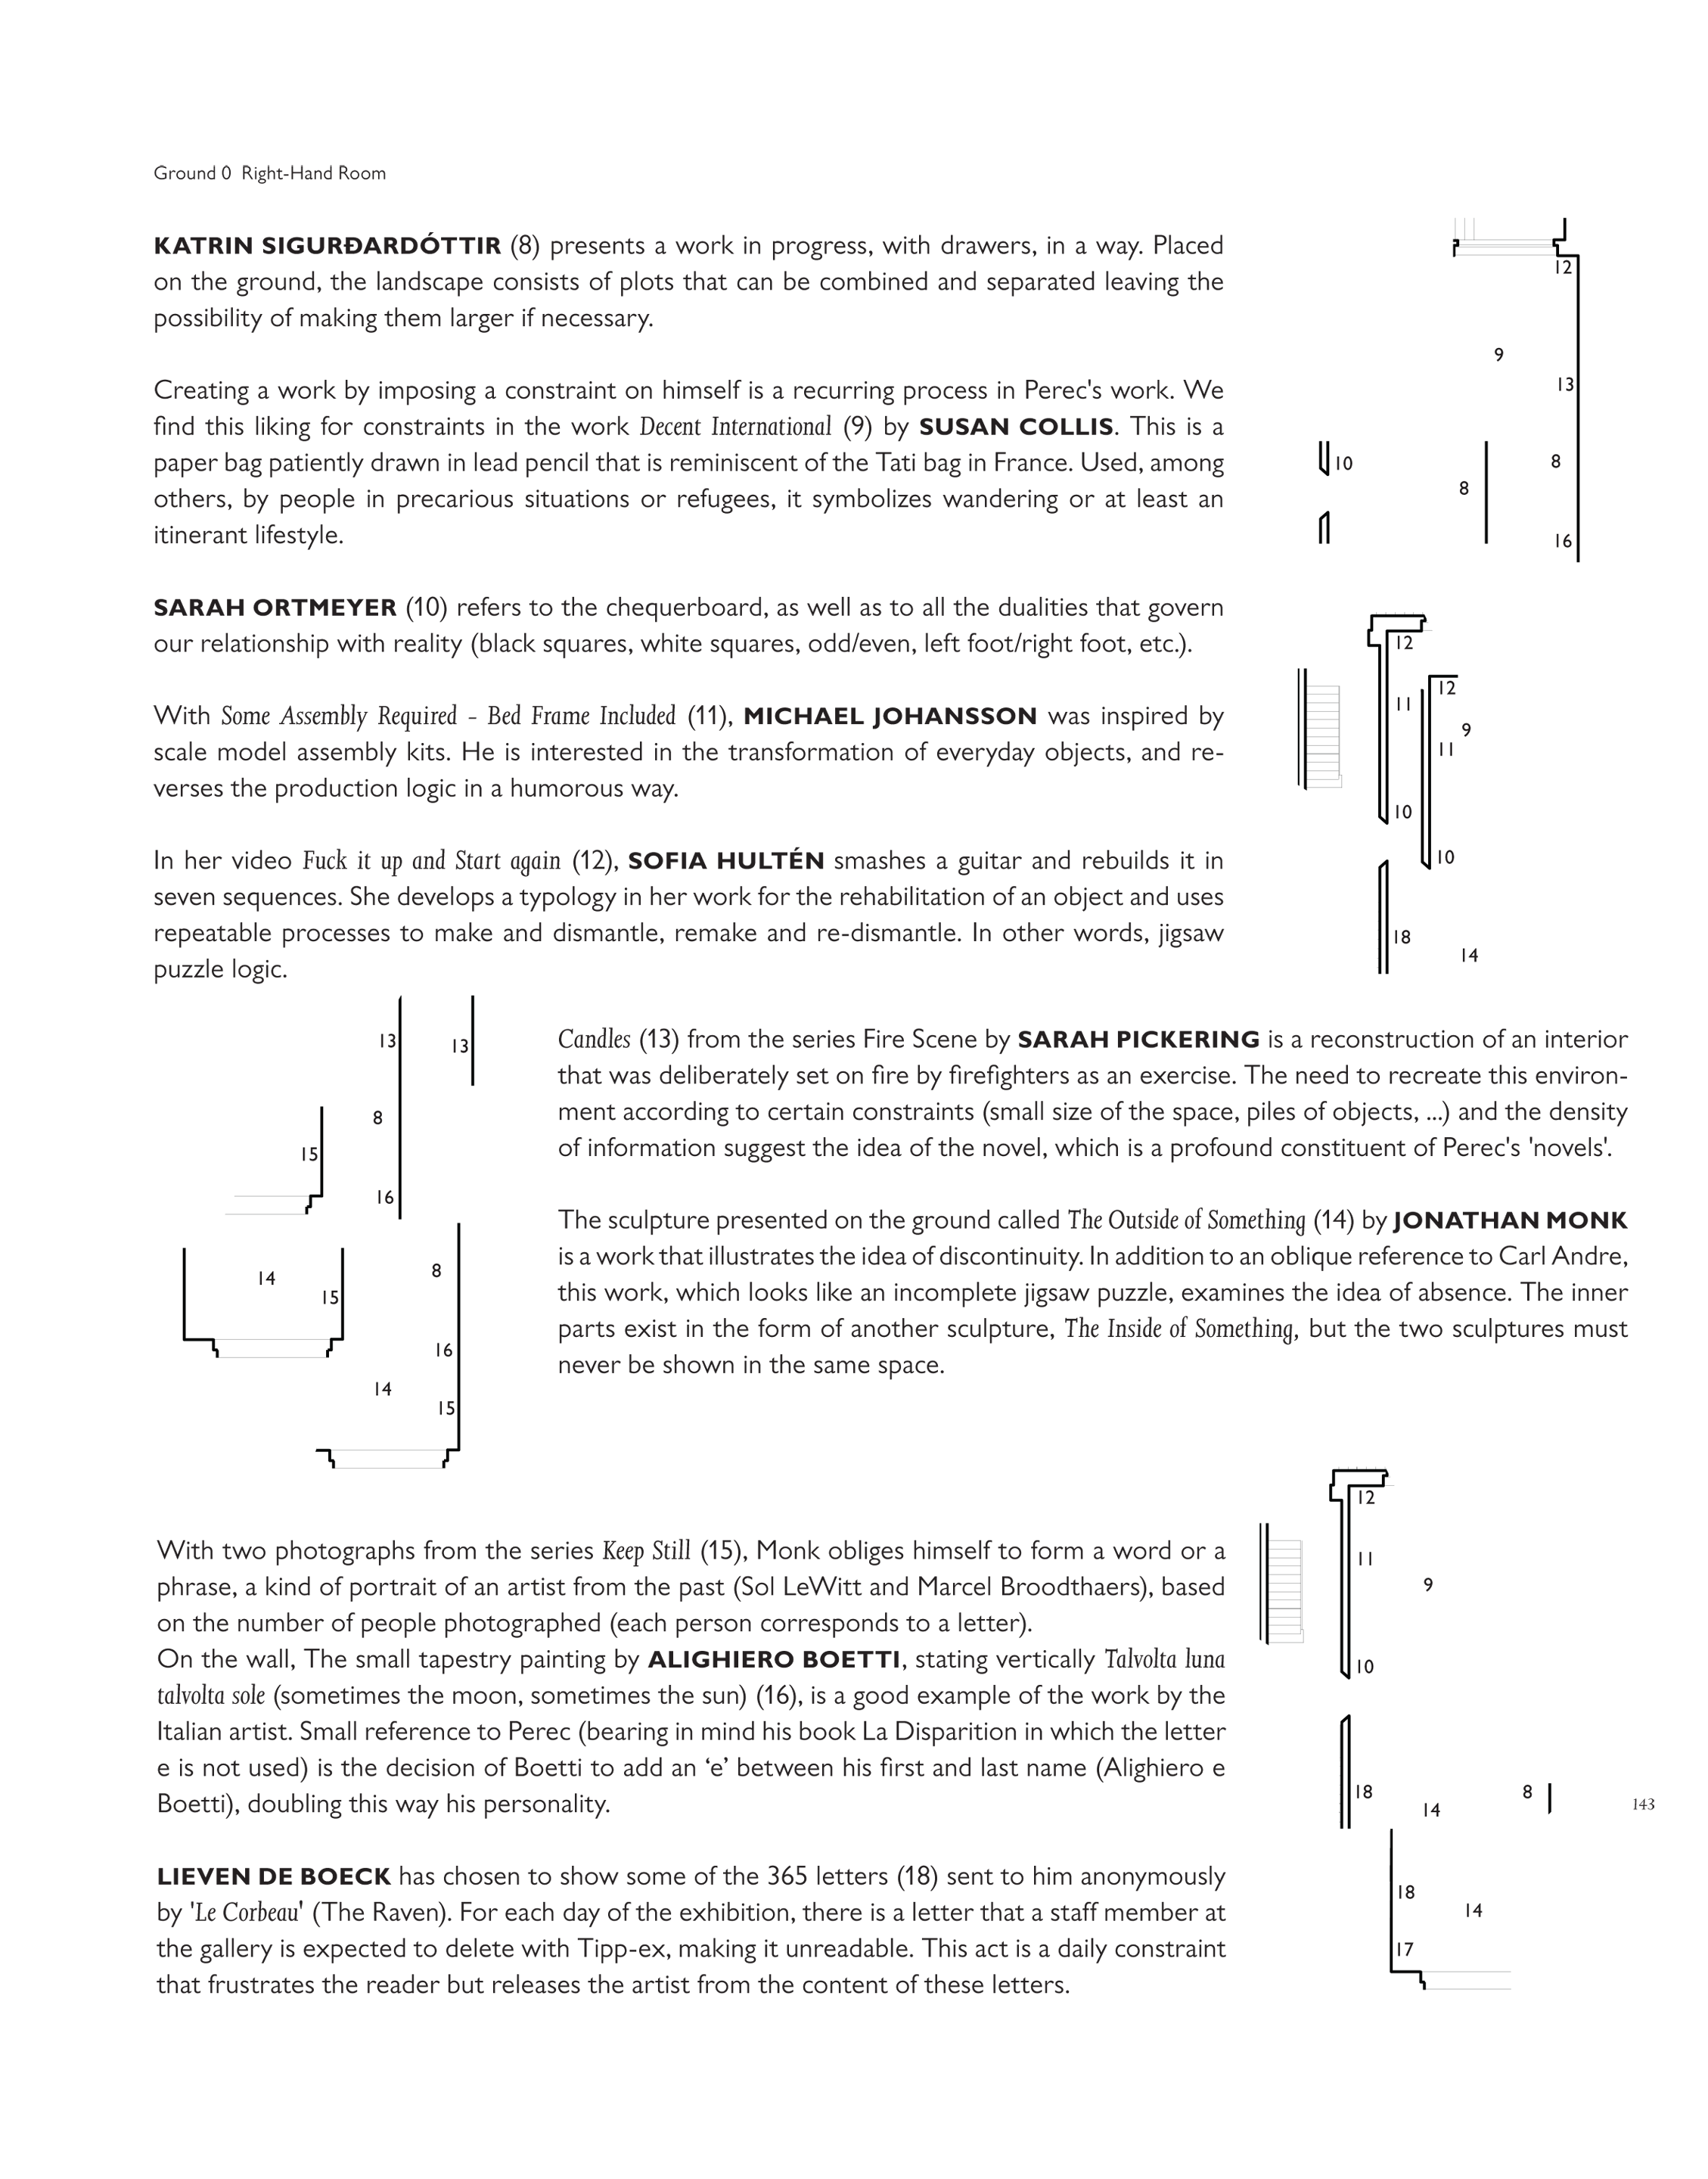 Ground 0 Right-Hand Room
KATRIN SIGURÐARDÓTTIR (8) presents a work in progress, with drawers, in a way. Placed
on the ground, the landscape consists of plots that can be combined and separated leaving the
possibility of making them larger if necessary.
Creating a work by imposing a constraint on himself is a recurring process in Perec's work. We
find this liking for constraints in the work Decent International (9) by SUSAN COLLIS. This is a
paper bag patiently drawn in lead pencil that is reminiscent of the Tati bag in France. Used, among
others, by people in precarious situations or refugees, it symbolizes wandering or at least an
itinerant lifestyle.
SARAH ORTMEYER (10) refers to the chequerboard, as well as to all the dualities that govern
our relationship with reality (black squares, white squares, odd/even, left foot/right foot, etc.).
With Some Assembly Required - Bed Frame Included (11), MICHAEL JOHANSSON was inspired by
scale model assembly kits. He is interested in the transformation of everyday objects, and re-
verses the production logic in a humorous way.
In her video Fuck it up and Start again (12), SOFIA HULTÉN smashes a guitar and rebuilds it in
seven sequences. She develops a typology in her work for the rehabilitation of an object and uses
repeatable processes to make and dismantle, remake and re-dismantle. In other words, jigsaw
puzzle logic.
12
9
13
10
8
8
16
12
12
11
9
11
10
10
18
14
13
13
8
15
16
14
8
15
16
14
15
Candles (13) from the series Fire Scene by SARAH PICKERING is a reconstruction of an interior
that was deliberately set on fire by firefighters as an exercise. The need to recreate this environ-
ment according to certain constraints (small size of the space, piles of objects, ...) and the density
of information suggest the idea of the novel, which is a profound constituent of Perec's 'novels'.
The sculpture presented on the ground called The Outside of Something (14) by JONATHAN MONK
is a work that illustrates the idea of discontinuity. In addition to an oblique reference to Carl Andre,
this work, which looks like an incomplete jigsaw puzzle, examines the idea of absence. The inner
parts exist in the form of another sculpture, The Inside of Something, but the two sculptures must
never be shown in the same space.
With two photographs from the series Keep Still (15), Monk obliges himself to form a word or a
phrase, a kind of portrait of an artist from the past (Sol LeWitt and Marcel Broodthaers), based
on the number of people photographed (each person corresponds to a letter).
On the wall, The small tapestry painting by ALIGHIERO BOETTI, stating vertically Talvolta luna
talvolta sole (sometimes the moon, sometimes the sun) (16), is a good example of the work by the
Italian artist. Small reference to Perec (bearing in mind his book La Disparition in which the letter
e is not used) is the decision of Boetti to add an ‘e’ between his first and last name (Alighiero e
Boetti), doubling this way his personality.
LIEVEN DE BOECK has chosen to show some of the 365 letters (18) sent to him anonymously
by 'Le Corbeau' (The Raven). For each day of the exhibition, there is a letter that a staff member at
the gallery is expected to delete with Tipp-ex, making it unreadable. This act is a daily constraint
that frustrates the reader but releases the artist from the content of these letters.
12
11
9
10
18
14
8
18
14
17
143